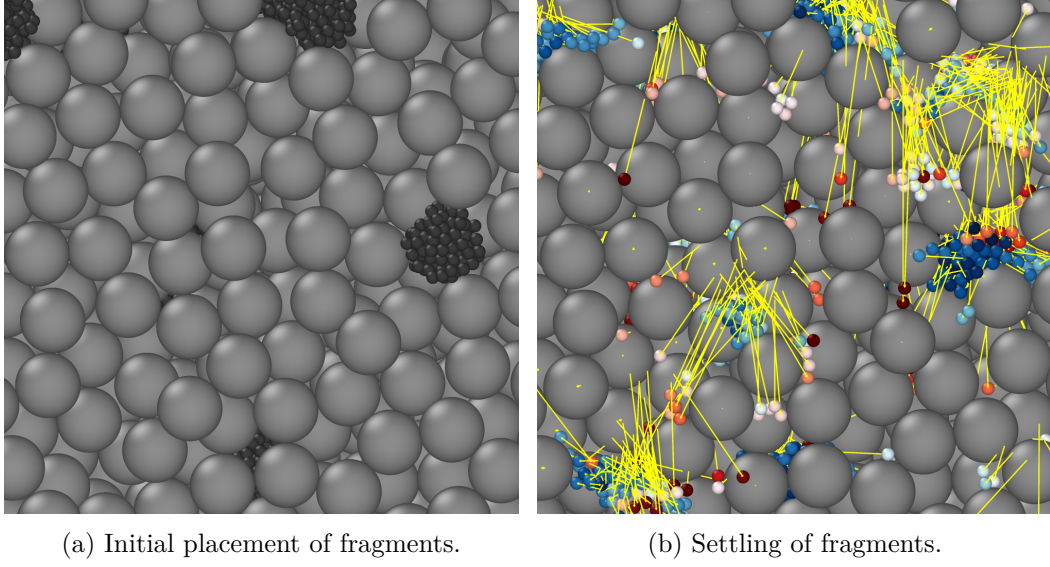 (a) Initial placement of fragments.
(b) Settling of fragments.